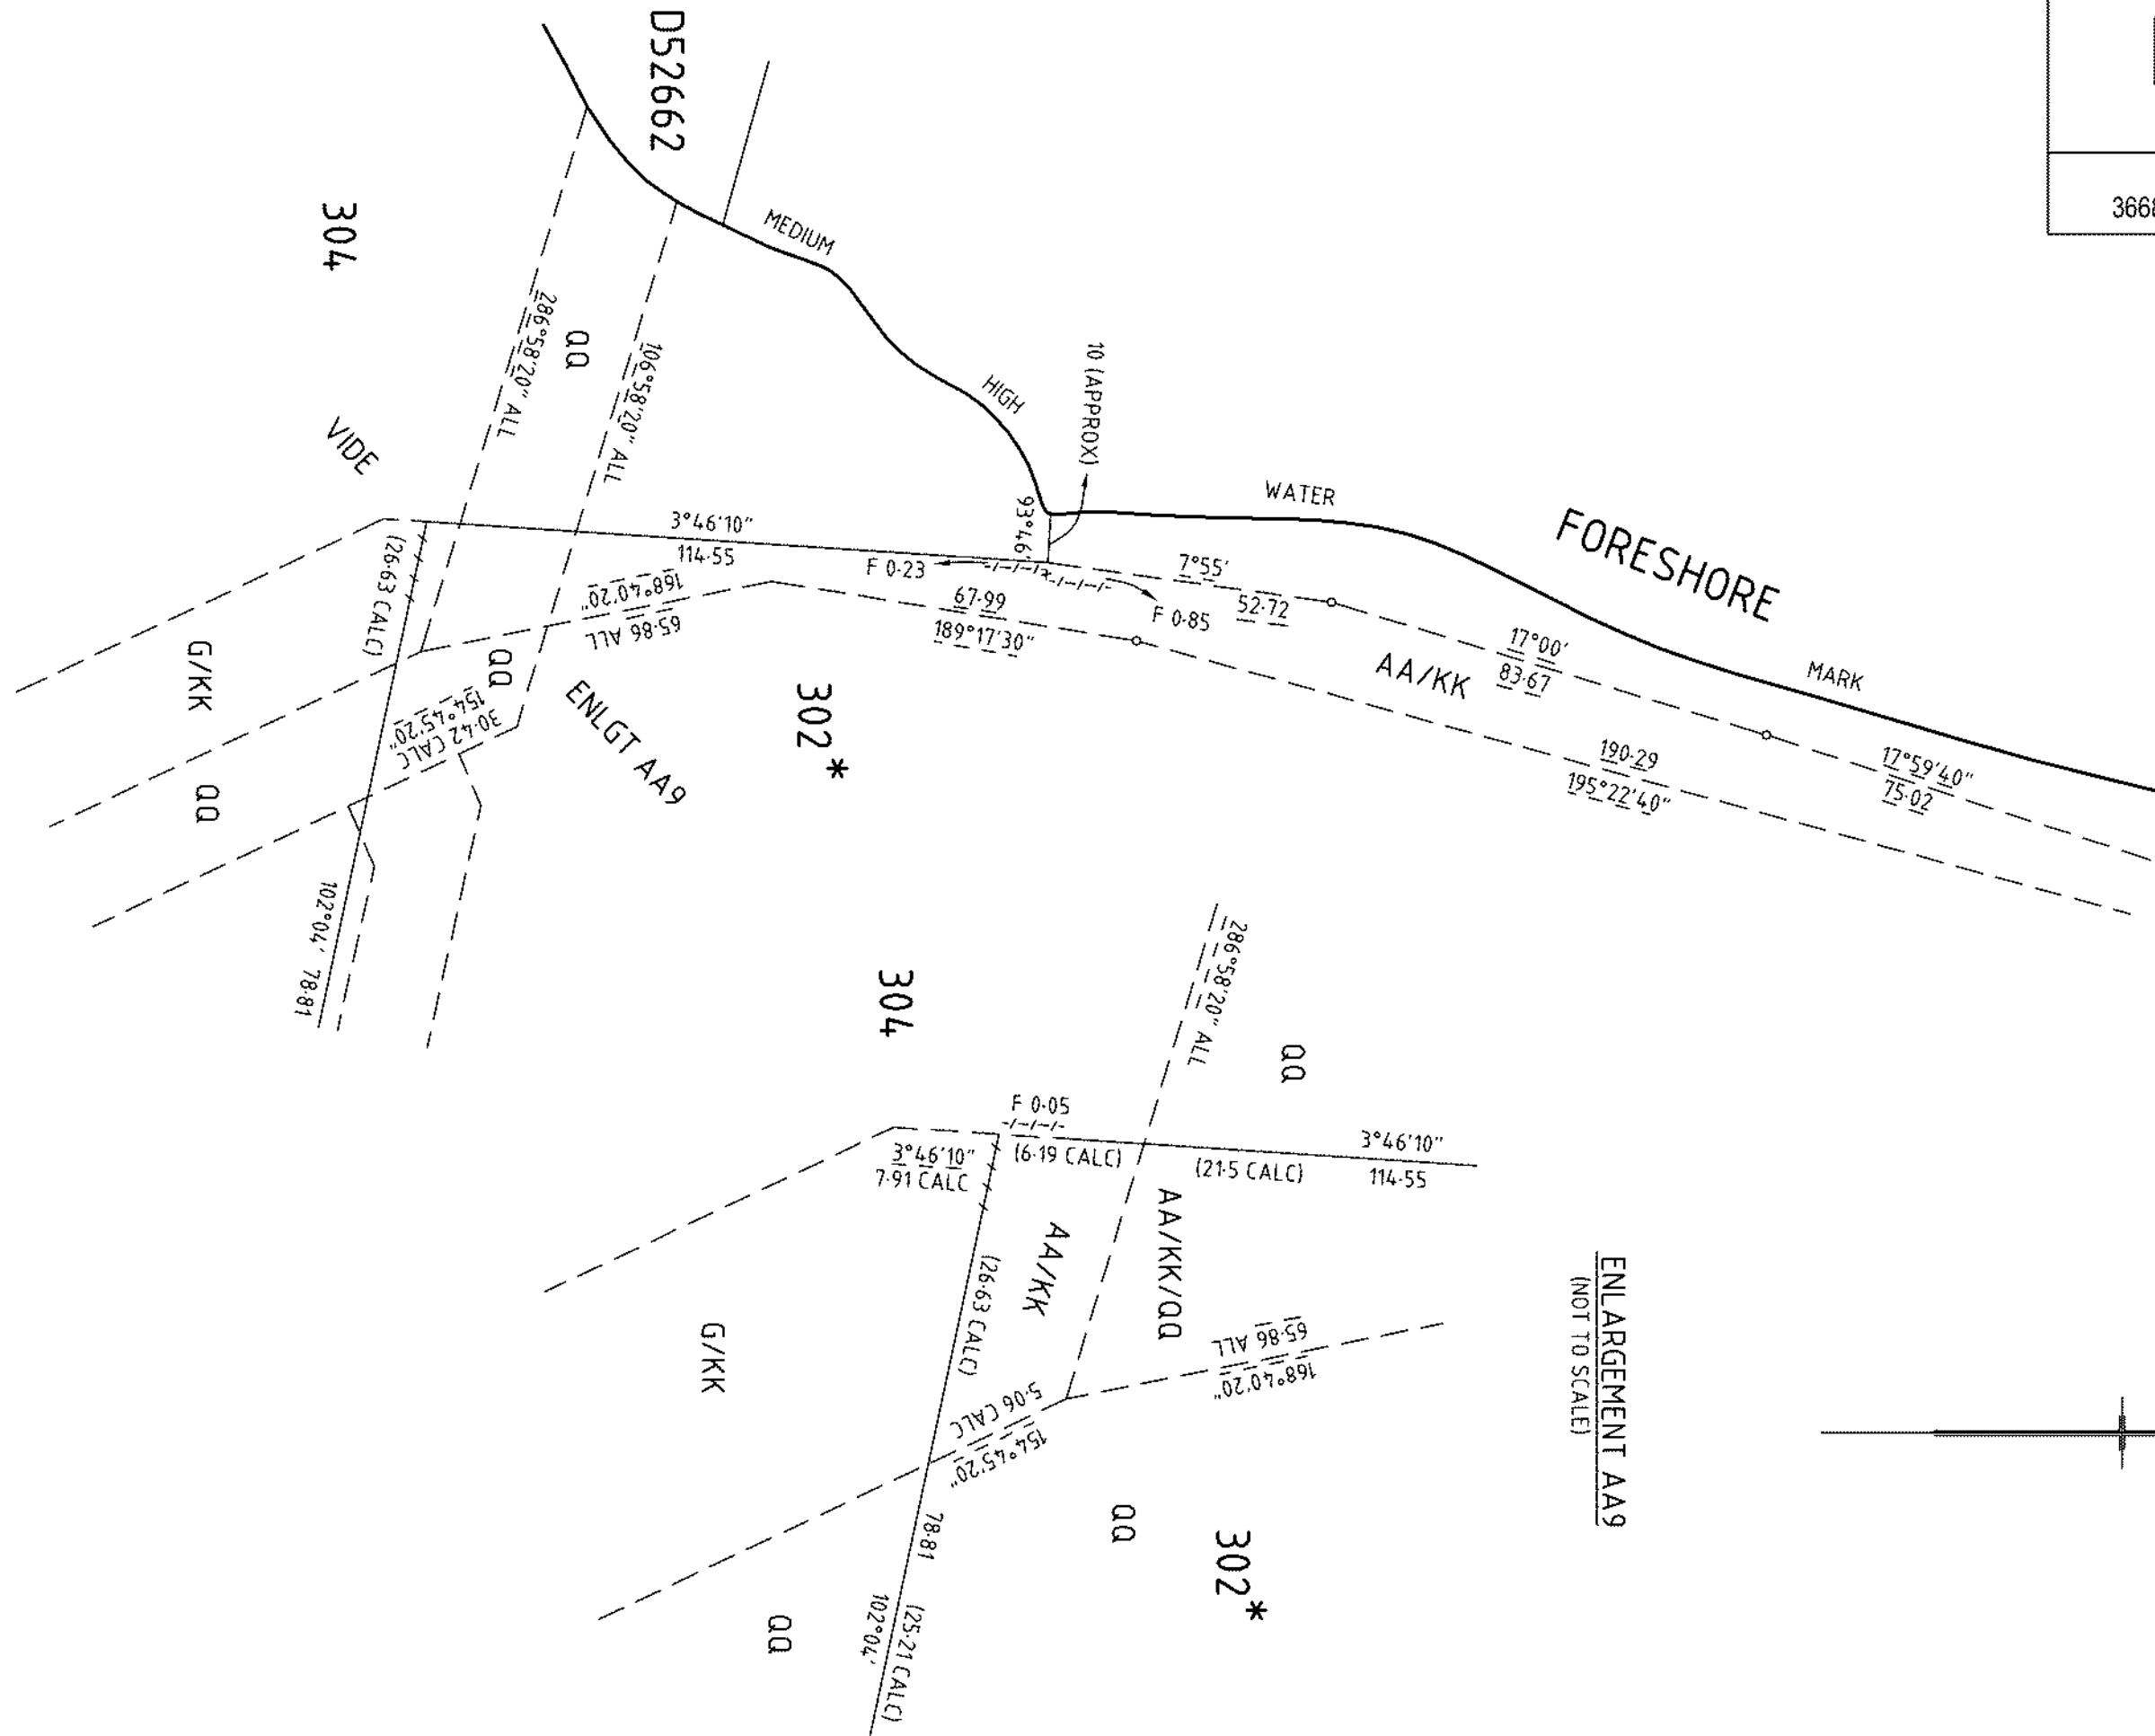 3668
D52662
304
MEDIUM
HIGH
10 (APPROX)
WATER
FORESHORE
MARK
QQ
286°58'20" ALL
106°58'20" ALL
VIDE
3°46'10"
114·55
93°46'
F 0·23
F 0·85
7°55'
52·72
17°00'
83·67
17°59'40"
75·02
(26·63 CALC)
168°40'20"
65·86 ALL
67·99
189°17'30"
AA/KK
190·29
195°22'40"
G/KK
QQ
154°45'20"
30·42 CALC
ENLGT AA9
302*
QQ
102°04' 78·81
304
286°58'20" ALL
QQ
F 0·05
3°46'10"
7·91 CALC
(6·19 CALC)
(21·5 CALC)
3°46'10"
114·55
AA/KK
AA/KK/QQ
(26·63 CALC)
65·86 ALL
168°40'20"
G/KK
5·06 CALC
154°45'20"
QQ
302*
78·81
(25·21 CALC)
102°04'
QQ
ENLARGEMENT AA9
(NOT TO SCALE)